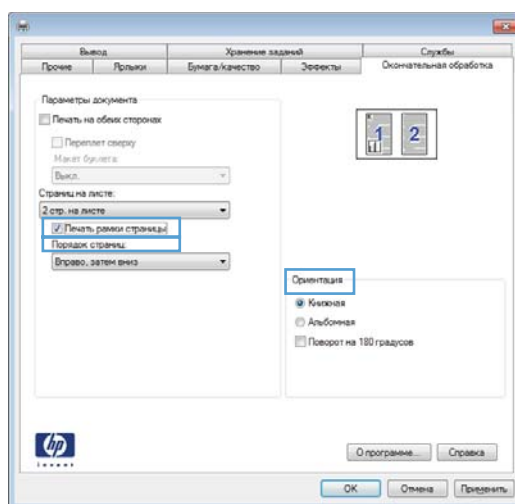 Вывод Хранение заданий Службы
Прочие Ярлыки Бумага/качество Эффекты Окончательная обработка
Параметры документа
Печать на обеих сторонах
Переплет сверху
Макет буклета:
Выкл.
Страниц на листе:
2 стр. на листе
Печать рамки страницы
Порядок страниц:
Вправо, затем вниз
1 2
Ориентация
Книжная
Альбомная
Поворот на 180 градусов
hp
invent
О программе... Справка
OK Отмена Применить